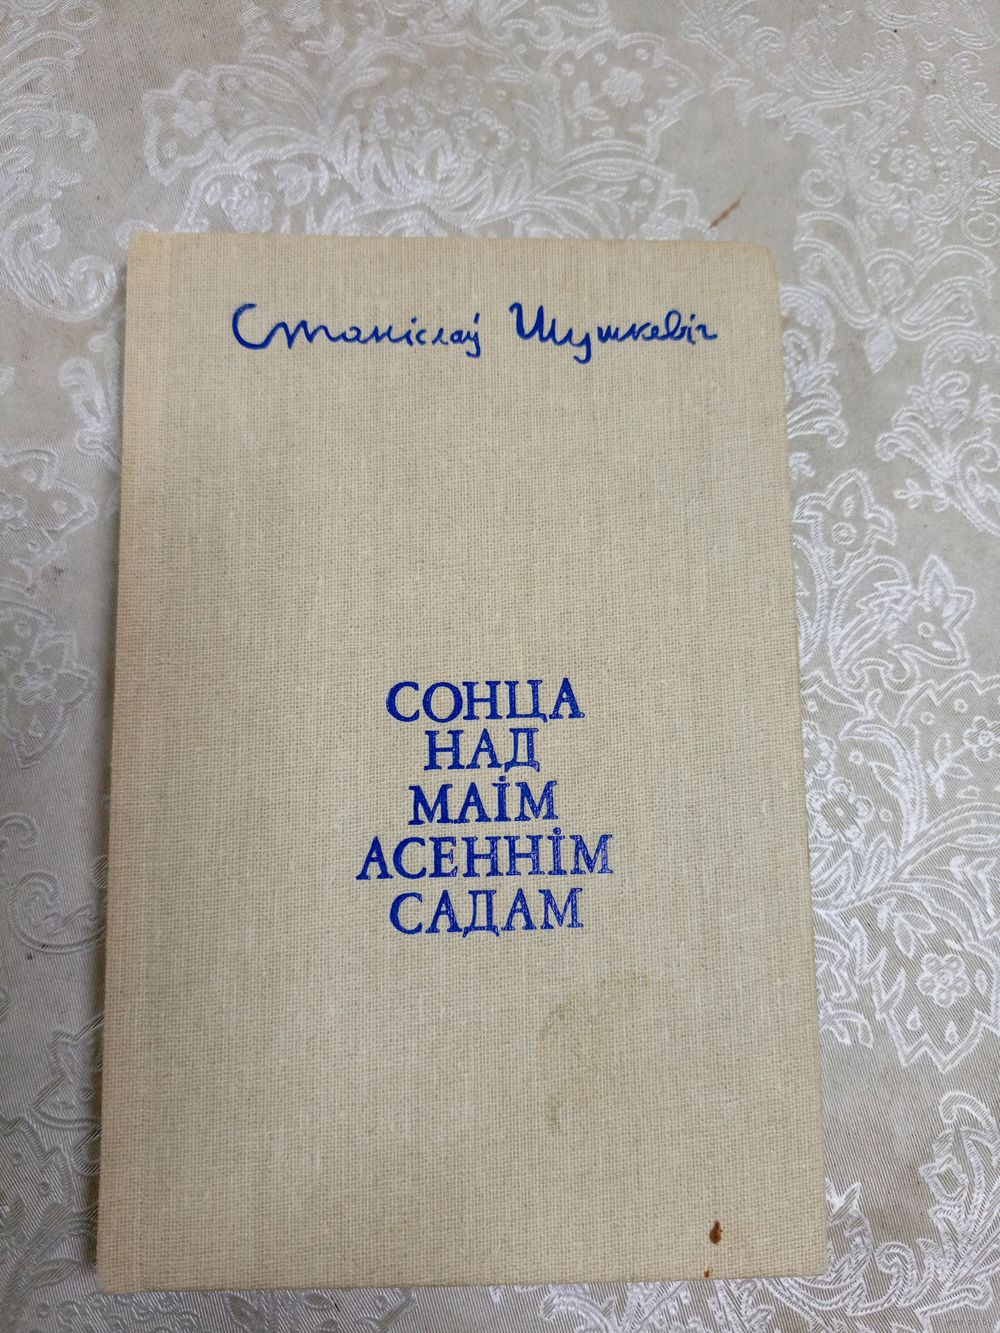 Станіслаў Шушкевіч
СОНЦА
НАД
МАІМ
АСЕННІМ
САДАМ